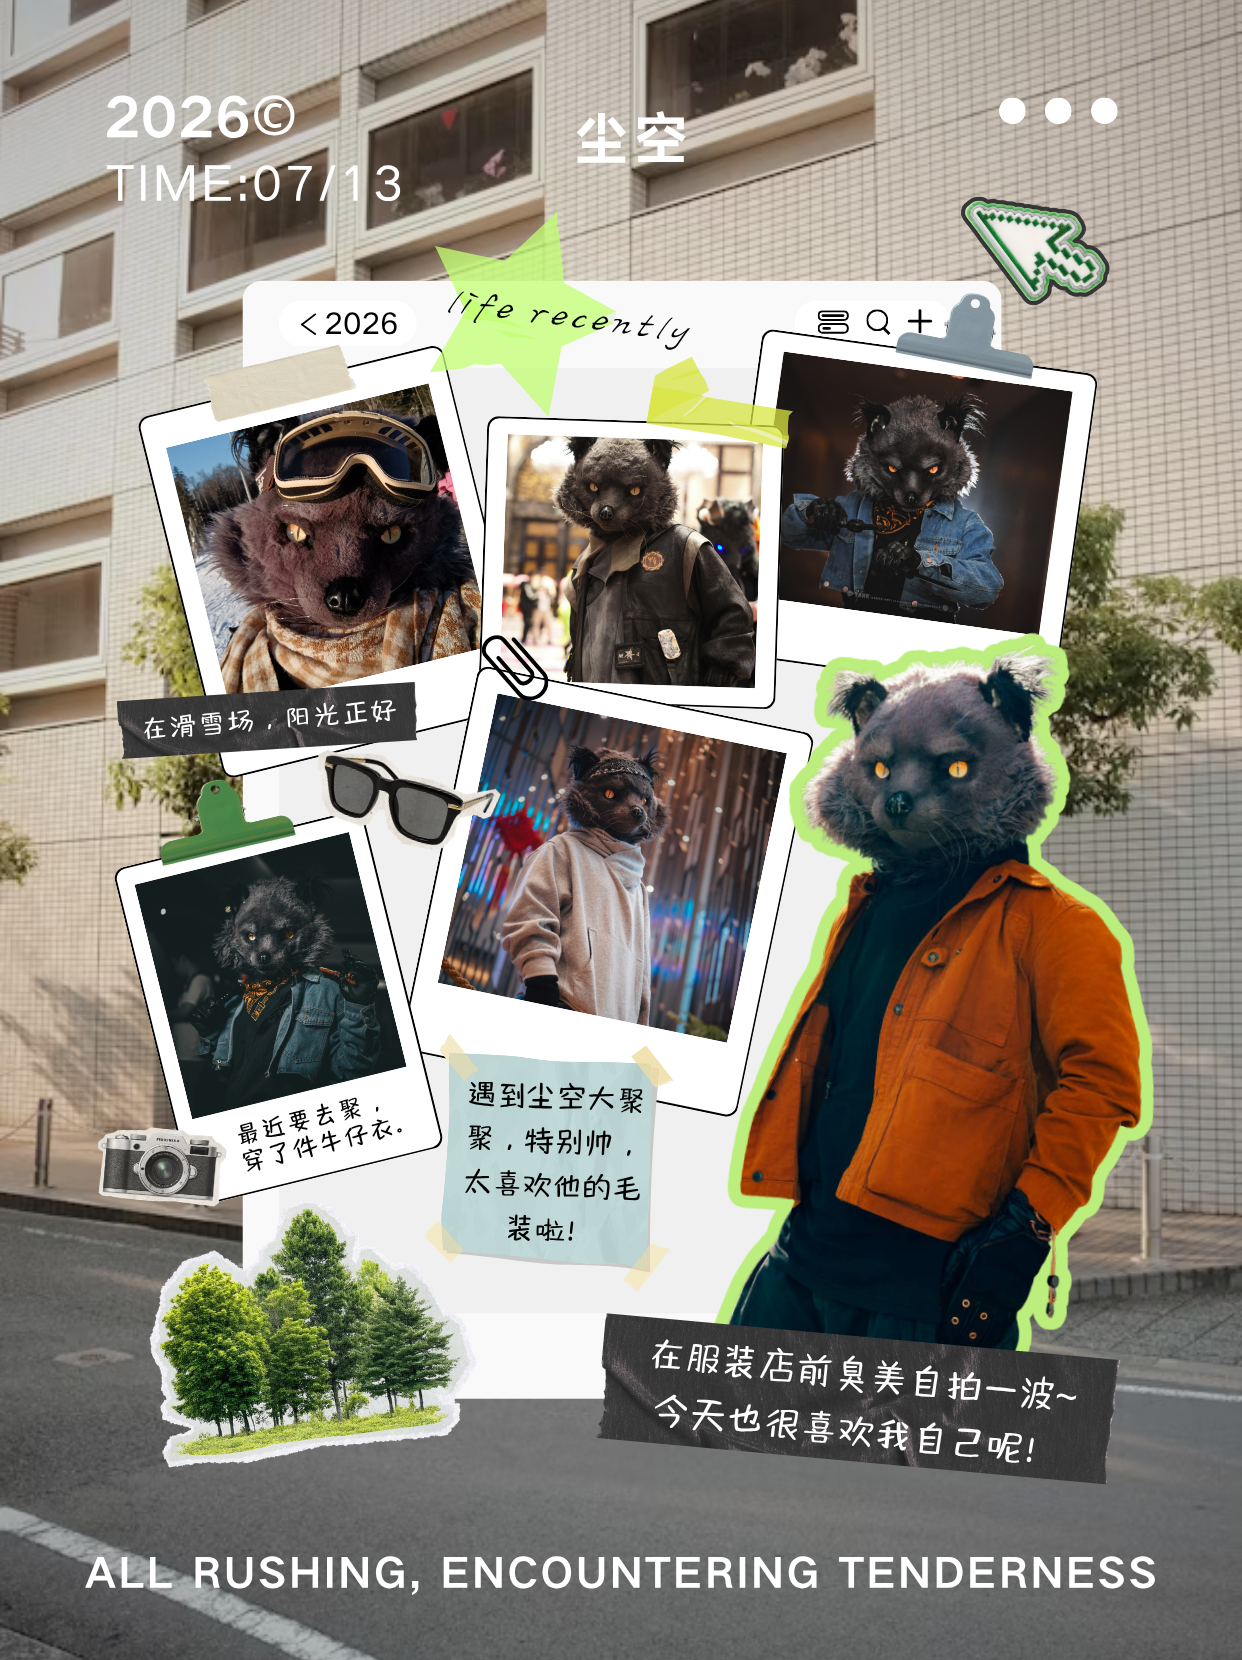 2026©
TIME:07/13
尘空
2026
life recently
在滑雪场，阳光正好
最近要去聚，
穿了件牛仔衣。
遇到尘空大聚
聚，特别帅，
太喜欢他的毛
装啦!
在服装店前臭美自拍一波~
今天也很喜欢我自己呢!
ALL RUSHING, ENCOUNTERING TENDERNESS